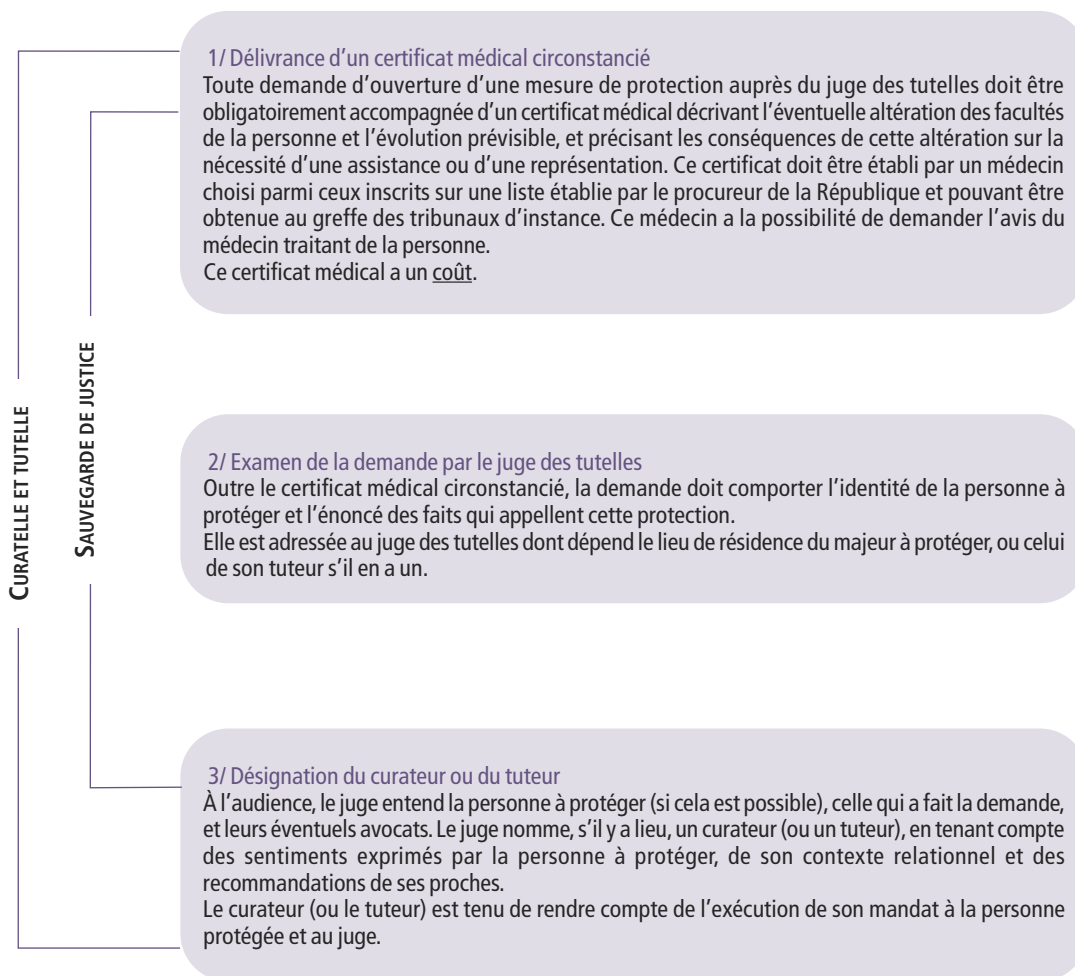 1/ Délivrance d’un certificat médical circonstancié
Toute demande d’ouverture d’une mesure de protection auprès du juge des tutelles doit être
obligatoirement accompagnée d’un certificat médical décrivant l’éventuelle altération des facultés
de la personne et l’évolution prévisible, et précisant les conséquences de cette altération sur la
nécessité d’une assistance ou d’une représentation. Ce certificat doit être établi par un médecin
choisi parmi ceux inscrits sur une liste établie par le procureur de la République et pouvant être
obtenue au greffe des tribunaux d’instance. Ce médecin a la possibilité de demander l’avis du
médecin traitant de la personne.
Ce certificat médical a un coût.
CURATELLE ET TUTELLE
SAUVEGARDE DE JUSTICE
2/ Examen de la demande par le juge des tutelles
Outre le certificat médical circonstancié, la demande doit comporter l’identité de la personne à
protéger et l’énoncé des faits qui appellent cette protection.
Elle est adressée au juge des tutelles dont dépend le lieu de résidence du majeur à protéger, ou celui
de son tuteur s’il en a un.
3/ Désignation du curateur ou du tuteur
À l’audience, le juge entend la personne à protéger (si cela est possible), celle qui a fait la demande,
et leurs éventuels avocats. Le juge nomme, s’il y a lieu, un curateur (ou un tuteur), en tenant compte
des sentiments exprimés par la personne à protéger, de son contexte relationnel et des
recommandations de ses proches.
Le curateur (ou le tuteur) est tenu de rendre compte de l’exécution de son mandat à la personne
protégée et au juge.